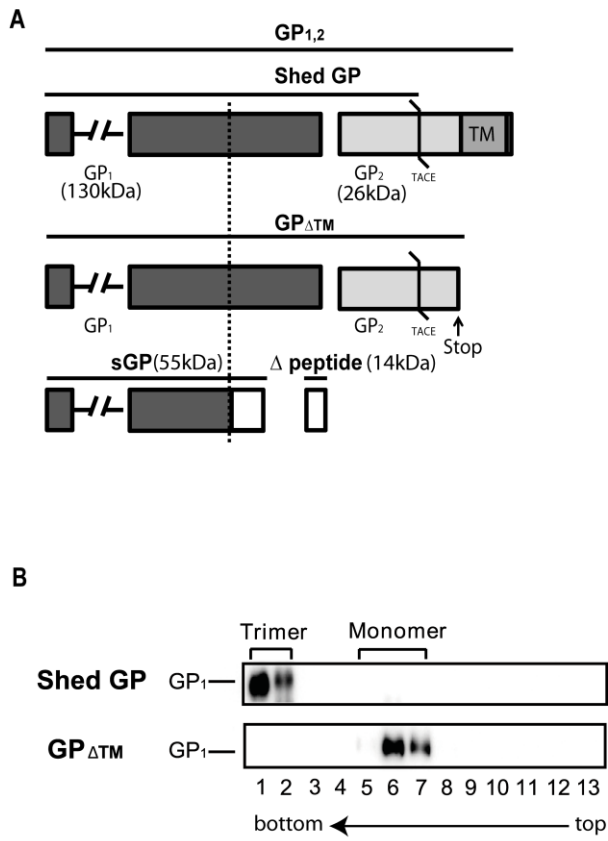 A
GP1,2
Shed GP
TM
GP1
(130kDa)
GP2
(26kDa)
TACE
GPΔTM
GP1
GP2
TACE
Stop
sGP(55kDa)
Δ peptide(14kDa)
B
Trimer
Monomer
Shed GP
GP1
GPΔTM
GP1
1 2 3 4 5 6 7 8 9 10 11 12 13
bottom
top